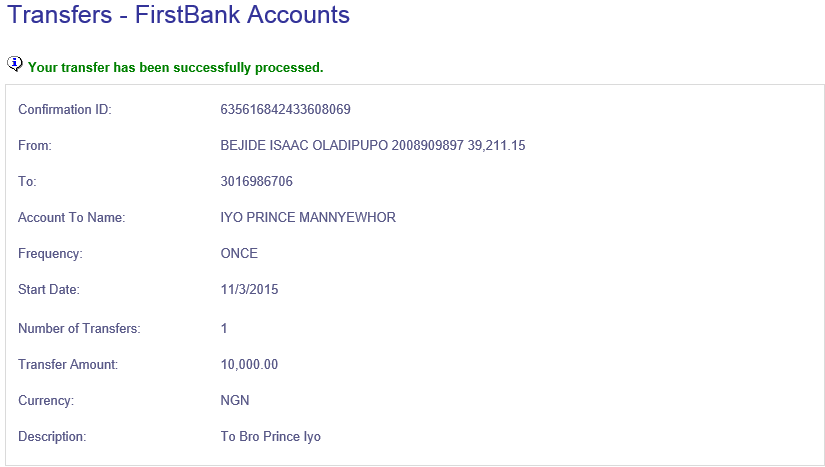 Transfers - FirstBank Accounts
Your transfer has been successfully processed.
Confirmation ID: 635616842433608069
From: BEJIDE ISAAC OLADIPUPO 2008909897 39,211.15
To: 3016986706
Account To Name: IYO PRINCE MANNYEWHOR
Frequency: ONCE
Start Date: 11/3/2015
Number of Transfers: 1
Transfer Amount: 10,000.00
Currency: NGN
Description: To Bro Prince Iyo